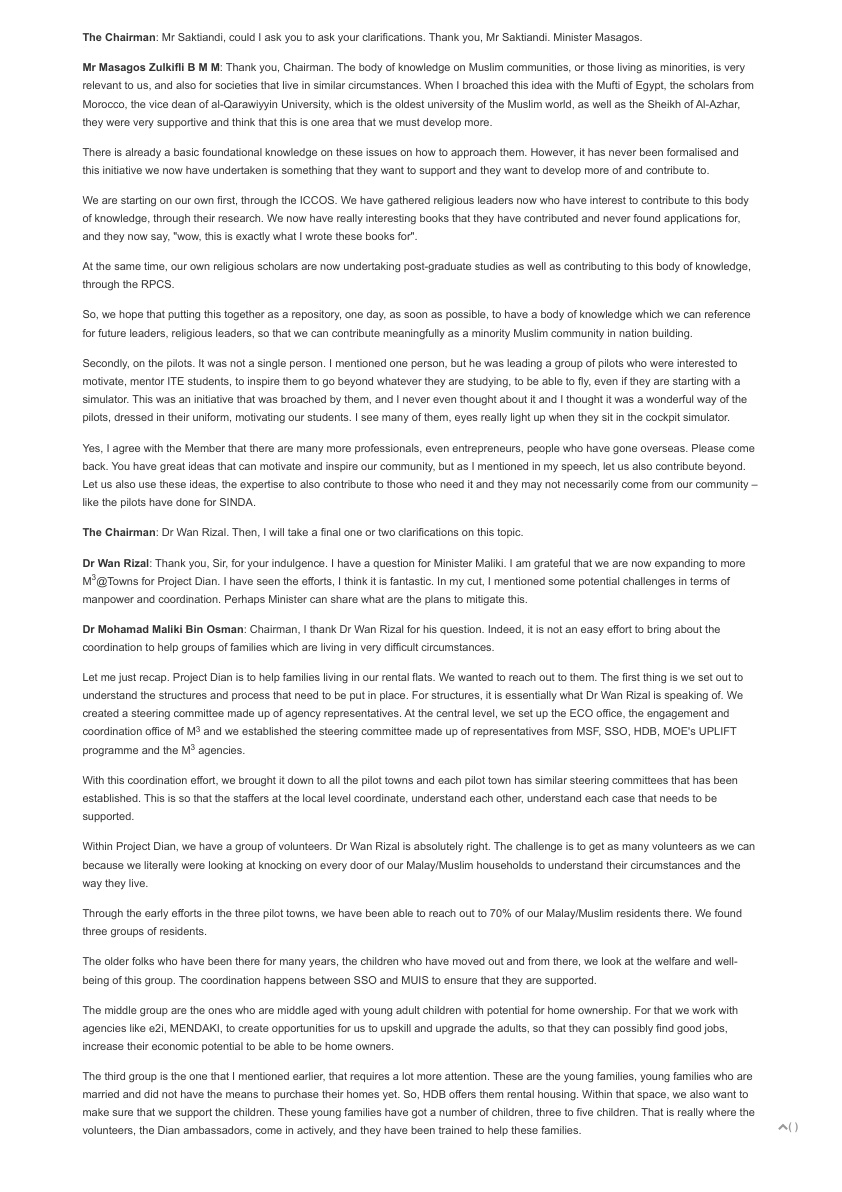 The Chairman: Mr Saktiandi, could I ask you to ask your clarifications. Thank you, Mr Saktiandi. Minister Masagos.
Mr Masagos Zulkifli B M M: Thank you, Chairman. The body of knowledge on Muslim communities, or those living as minorities, is very
relevant to us, and also for societies that live in similar circumstances. When I broached this idea with the Mufti of Egypt, the scholars from
Morocco, the vice dean of al-Qarawiyyin University, which is the oldest university of the Muslim world, as well as the Sheikh of Al-Azhar,
they were very supportive and think that this is one area that we must develop more.
There is already a basic foundational knowledge on these issues on how to approach them. However, it has never been formalised and
this initiative we now have undertaken is something that they want to support and they want to develop more of and contribute to.
We are starting on our own first, through the ICCOS. We have gathered religious leaders now who have interest to contribute to this body
of knowledge, through their research. We now have really interesting books that they have contributed and never found applications for,
and they now say, "wow, this is exactly what I wrote these books for".
At the same time, our own religious scholars are now undertaking post-graduate studies as well as contributing to this body of knowledge,
through the RPCS.
So, we hope that putting this together as a repository, one day, as soon as possible, to have a body of knowledge which we can reference
for future leaders, religious leaders, so that we can contribute meaningfully as a minority Muslim community in nation building.
Secondly, on the pilots. It was not a single person. I mentioned one person, but he was leading a group of pilots who were interested to
motivate, mentor ITE students, to inspire them to go beyond whatever they are studying, to be able to fly, even if they are starting with a
simulator. This was an initiative that was broached by them, and I never even thought about it and I thought it was a wonderful way of the
pilots, dressed in their uniform, motivating our students. I see many of them, eyes really light up when they sit in the cockpit simulator.
Yes, I agree with the Member that there are many more professionals, even entrepreneurs, people who have gone overseas. Please come
back. You have great ideas that can motivate and inspire our community, but as I mentioned in my speech, let us also contribute beyond.
Let us also use these ideas, the expertise to also contribute to those who need it and they may not necessarily come from our community –
like the pilots have done for SINDA.
The Chairman: Dr Wan Rizal. Then, I will take a final one or two clarifications on this topic.
Dr Wan Rizal: Thank you, Sir, for your indulgence. I have a question for Minister Maliki. I am grateful that we are now expanding to more
M³@Towns for Project Dian. I have seen the efforts, I think it is fantastic. In my cut, I mentioned some potential challenges in terms of
manpower and coordination. Perhaps Minister can share what are the plans to mitigate this.
Dr Mohamad Maliki Bin Osman: Chairman, I thank Dr Wan Rizal for his question. Indeed, it is not an easy effort to bring about the
coordination to help groups of families which are living in very difficult circumstances.
Let me just recap. Project Dian is to help families living in our rental flats. We wanted to reach out to them. The first thing is we set out to
understand the structures and process that need to be put in place. For structures, it is essentially what Dr Wan Rizal is speaking of. We
created a steering committee made up of agency representatives. At the central level, we set up the ECO office, the engagement and
coordination office of M³ and we established the steering committee made up of representatives from MSF, SSO, HDB, MOE's UPLIFT
programme and the M³ agencies.
With this coordination effort, we brought it down to all the pilot towns and each pilot town has similar steering committees that has been
established. This is so that the staffers at the local level coordinate, understand each other, understand each case that needs to be
supported.
Within Project Dian, we have a group of volunteers. Dr Wan Rizal is absolutely right. The challenge is to get as many volunteers as we can
because we literally were looking at knocking on every door of our Malay/Muslim households to understand their circumstances and the
way they live.
Through the early efforts in the three pilot towns, we have been able to reach out to 70% of our Malay/Muslim residents there. We found
three groups of residents.
The older folks who have been there for many years, the children who have moved out and from there, we look at the welfare and well-
being of this group. The coordination happens between SSO and MUIS to ensure that they are supported.
The middle group are the ones who are middle aged with young adult children with potential for home ownership. For that we work with
agencies like e2i, MENDAKI, to create opportunities for us to upskill and upgrade the adults, so that they can possibly find good jobs,
increase their economic potential to be able to be home owners.
The third group is the one that I mentioned earlier, that requires a lot more attention. These are the young families, young families who are
married and did not have the means to purchase their homes yet. So, HDB offers them rental housing. Within that space, we also want to
make sure that we support the children. These young families have got a number of children, three to five children. That is really where the
volunteers, the Dian ambassadors, come in actively, and they have been trained to help these families.
^( )